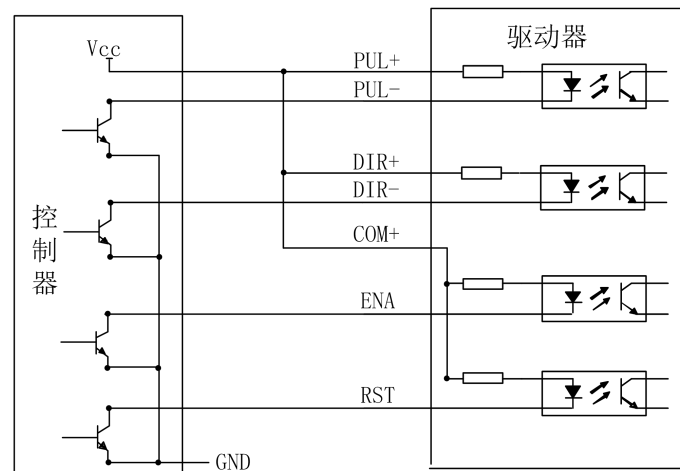 驱动器
Vcc
PUL+
PUL-
DIR+
DIR-
控制器
COM+
ENA
RST
GND